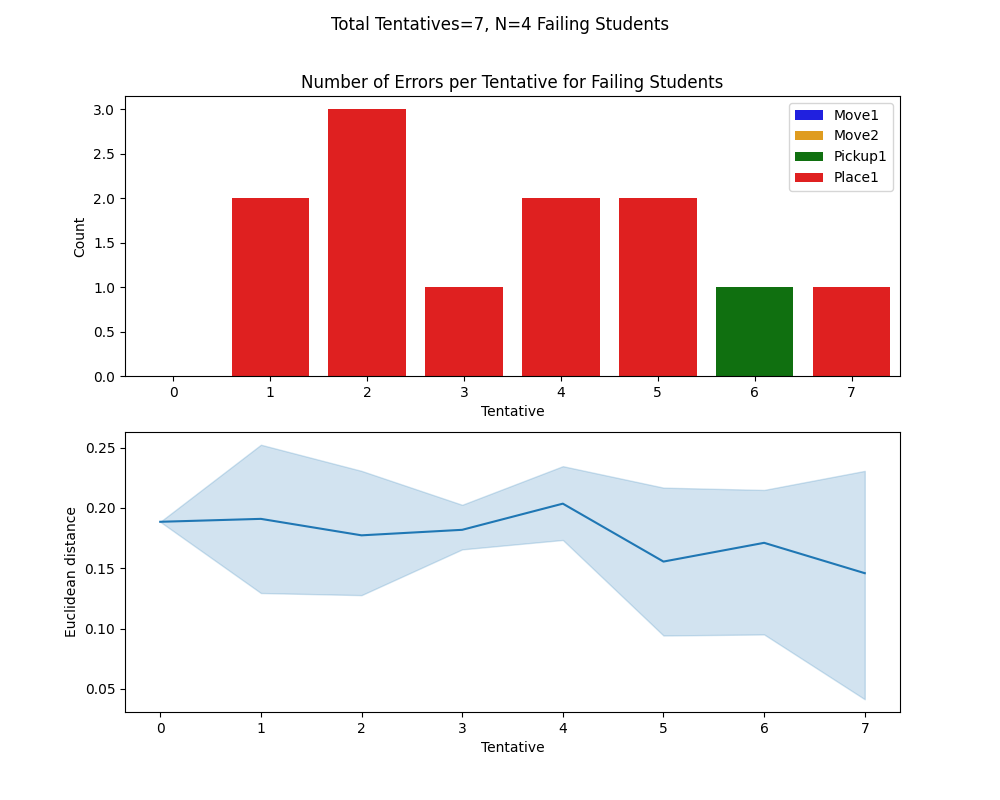 Total Tentatives=7, N=4 Failing Students
Number of Errors per Tentative for Failing Students
3.0
2.5
2.0
1.5
1.0
0.5
0.0
Count
Move1
Move2
Pickup1
Place1
0 1 2 3 4 5 6 7
Tentative
0.25
0.20
0.15
0.10
0.05
Euclidean distance
0 1 2 3 4 5 6 7
Tentative